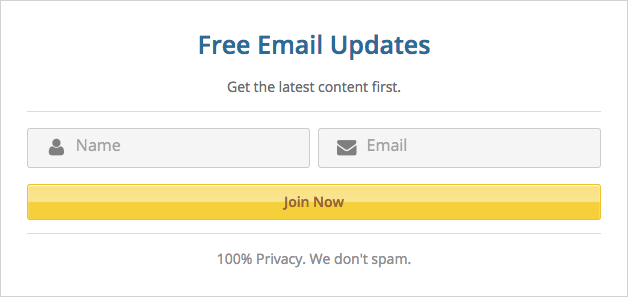 Free Email Updates
Get the latest content first.
Name
Email
Join Now
100% Privacy. We don't spam.